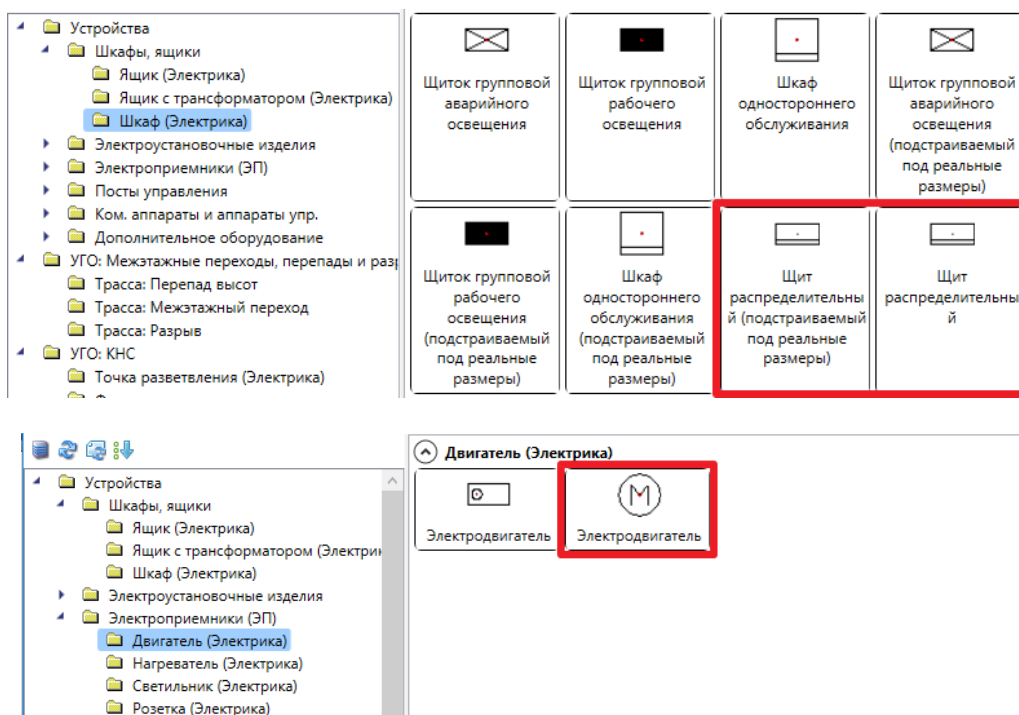 Устройства
Шкафы, ящики
Ящик (Электрика)
Ящик с трансформатором (Электрика)
Шкаф (Электрика)
Электроустановочные изделия
Электроприемники (ЭП)
Посты управления
Ком. аппараты и аппараты упр.
Дополнительное оборудование
УГО: Межэтажные переходы, перепады и разр
Трасса: Перепад высот
Трасса: Межэтажный переход
Трасса: Разрыв
УГО: КНС
Точка разветвления (Электрика)
Щиток групповой
аварийного
освещения
Щиток групповой
рабочего
освещения
Шкаф
одностороннего
обслуживания
Щиток групповой
аварийного
освещения
(подстраиваемый
под реальные
размеры)
Щиток групповой
рабочего
освещения
(подстраиваемый
под реальные
размеры)
Шкаф
одностороннего
обслуживания
(подстраиваемый
под реальные
размеры)
Щит
распределительны
й (подстраиваемый
под реальные
размеры)
Щит
распределительны
й
Устройства
Шкафы, ящики
Ящик (Электрика)
Ящик с трансформатором (Электрик
Шкаф (Электрика)
Электроустановочные изделия
Электроприемники (ЭП)
Двигатель (Электрика)
Нагреватель (Электрика)
Светильник (Электрика)
Розетка (Электрика)
Двигатель (Электрика)
Электродвигатель
M
Электродвигатель